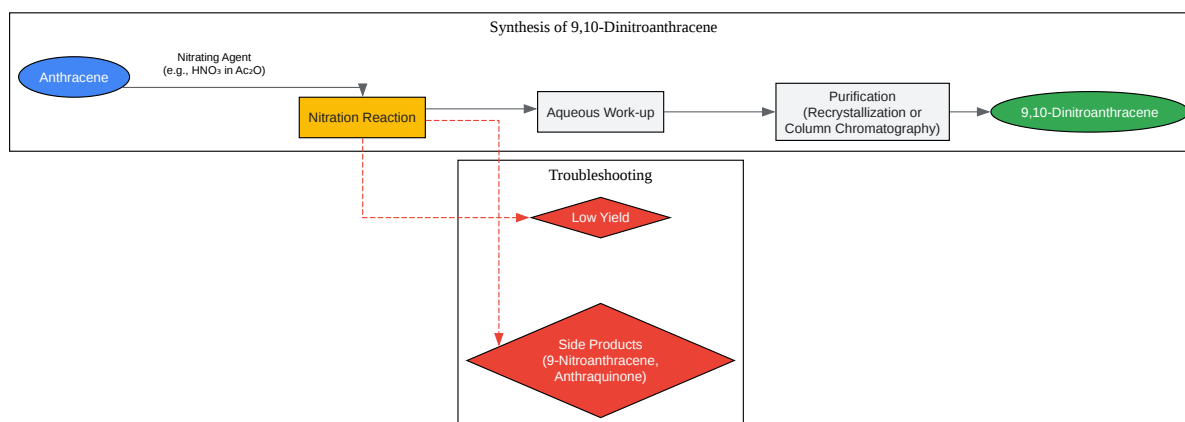 Synthesis of 9,10-Dinitroanthracene
Anthracene
Nitrating Agent
(e.g., HNO₃ in Ac₂O)
Nitration Reaction
Aqueous Work-up
Purification
(Recrystallization or
Column Chromatography)
9,10-Dinitroanthracene
Troubleshooting
Low Yield
Side Products
(9-Nitroanthracene,
Anthraquinone)